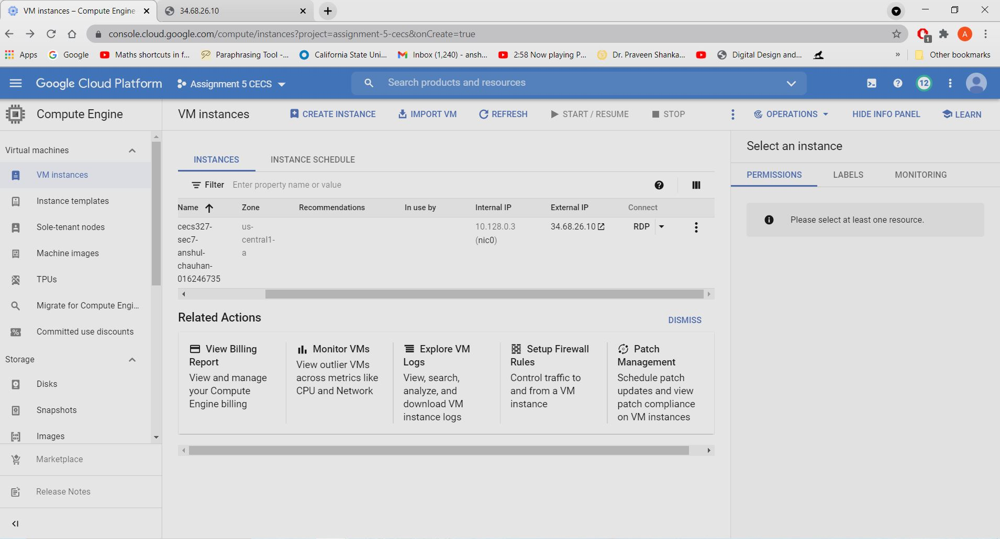 VM instances – Compute Engine
34.68.26.10
console.cloud.google.com/compute/instances?project=assignment-5-cecs&onCreate=true
1
A
Apps
Google
Maths shortcuts in f...
Paraphrasing Tool -...
California State Uni...
Inbox (1,240) - ansh...
2:58 Now playing P...
Dr. Praveen Shanka...
Digital Design and...
»
Other bookmarks
Google Cloud Platform
Assignment 5 CECS
Search products and resources
12
Compute Engine
VM instances
CREATE INSTANCE
IMPORT VM
REFRESH
START / RESUME
STOP
OPERATIONS
HIDE INFO PANEL
LEARN
Virtual machines
VM instances
Instance templates
Sole-tenant nodes
Machine images
TPUs
Migrate for Compute Engi...
Committed use discounts
Storage
Disks
Snapshots
Images
Marketplace
Release Notes
INSTANCES
INSTANCE SCHEDULE
Filter
Enter property name or value
Name
Zone
Recommendations
In use by
Internal IP
External IP
Connect
cecs327-
sec7-
anshul-
chauhan-
016246735
us-
central1-
a
10.128.0.3
(nic0)
34.68.26.10
RDP
Related Actions
DISMISS
View Billing
Report
View and manage
your Compute
Engine billing
Monitor VMs
View outlier VMs
across metrics like
CPU and Network
Explore VM
Logs
View, search,
analyze, and
download VM
instance logs
Setup Firewall
Rules
Control traffic to
and from a VM
instance
Patch
Management
Schedule patch
updates and view
patch compliance
on VM instances
Select an instance
PERMISSIONS
LABELS
MONITORING
Please select at least one resource.